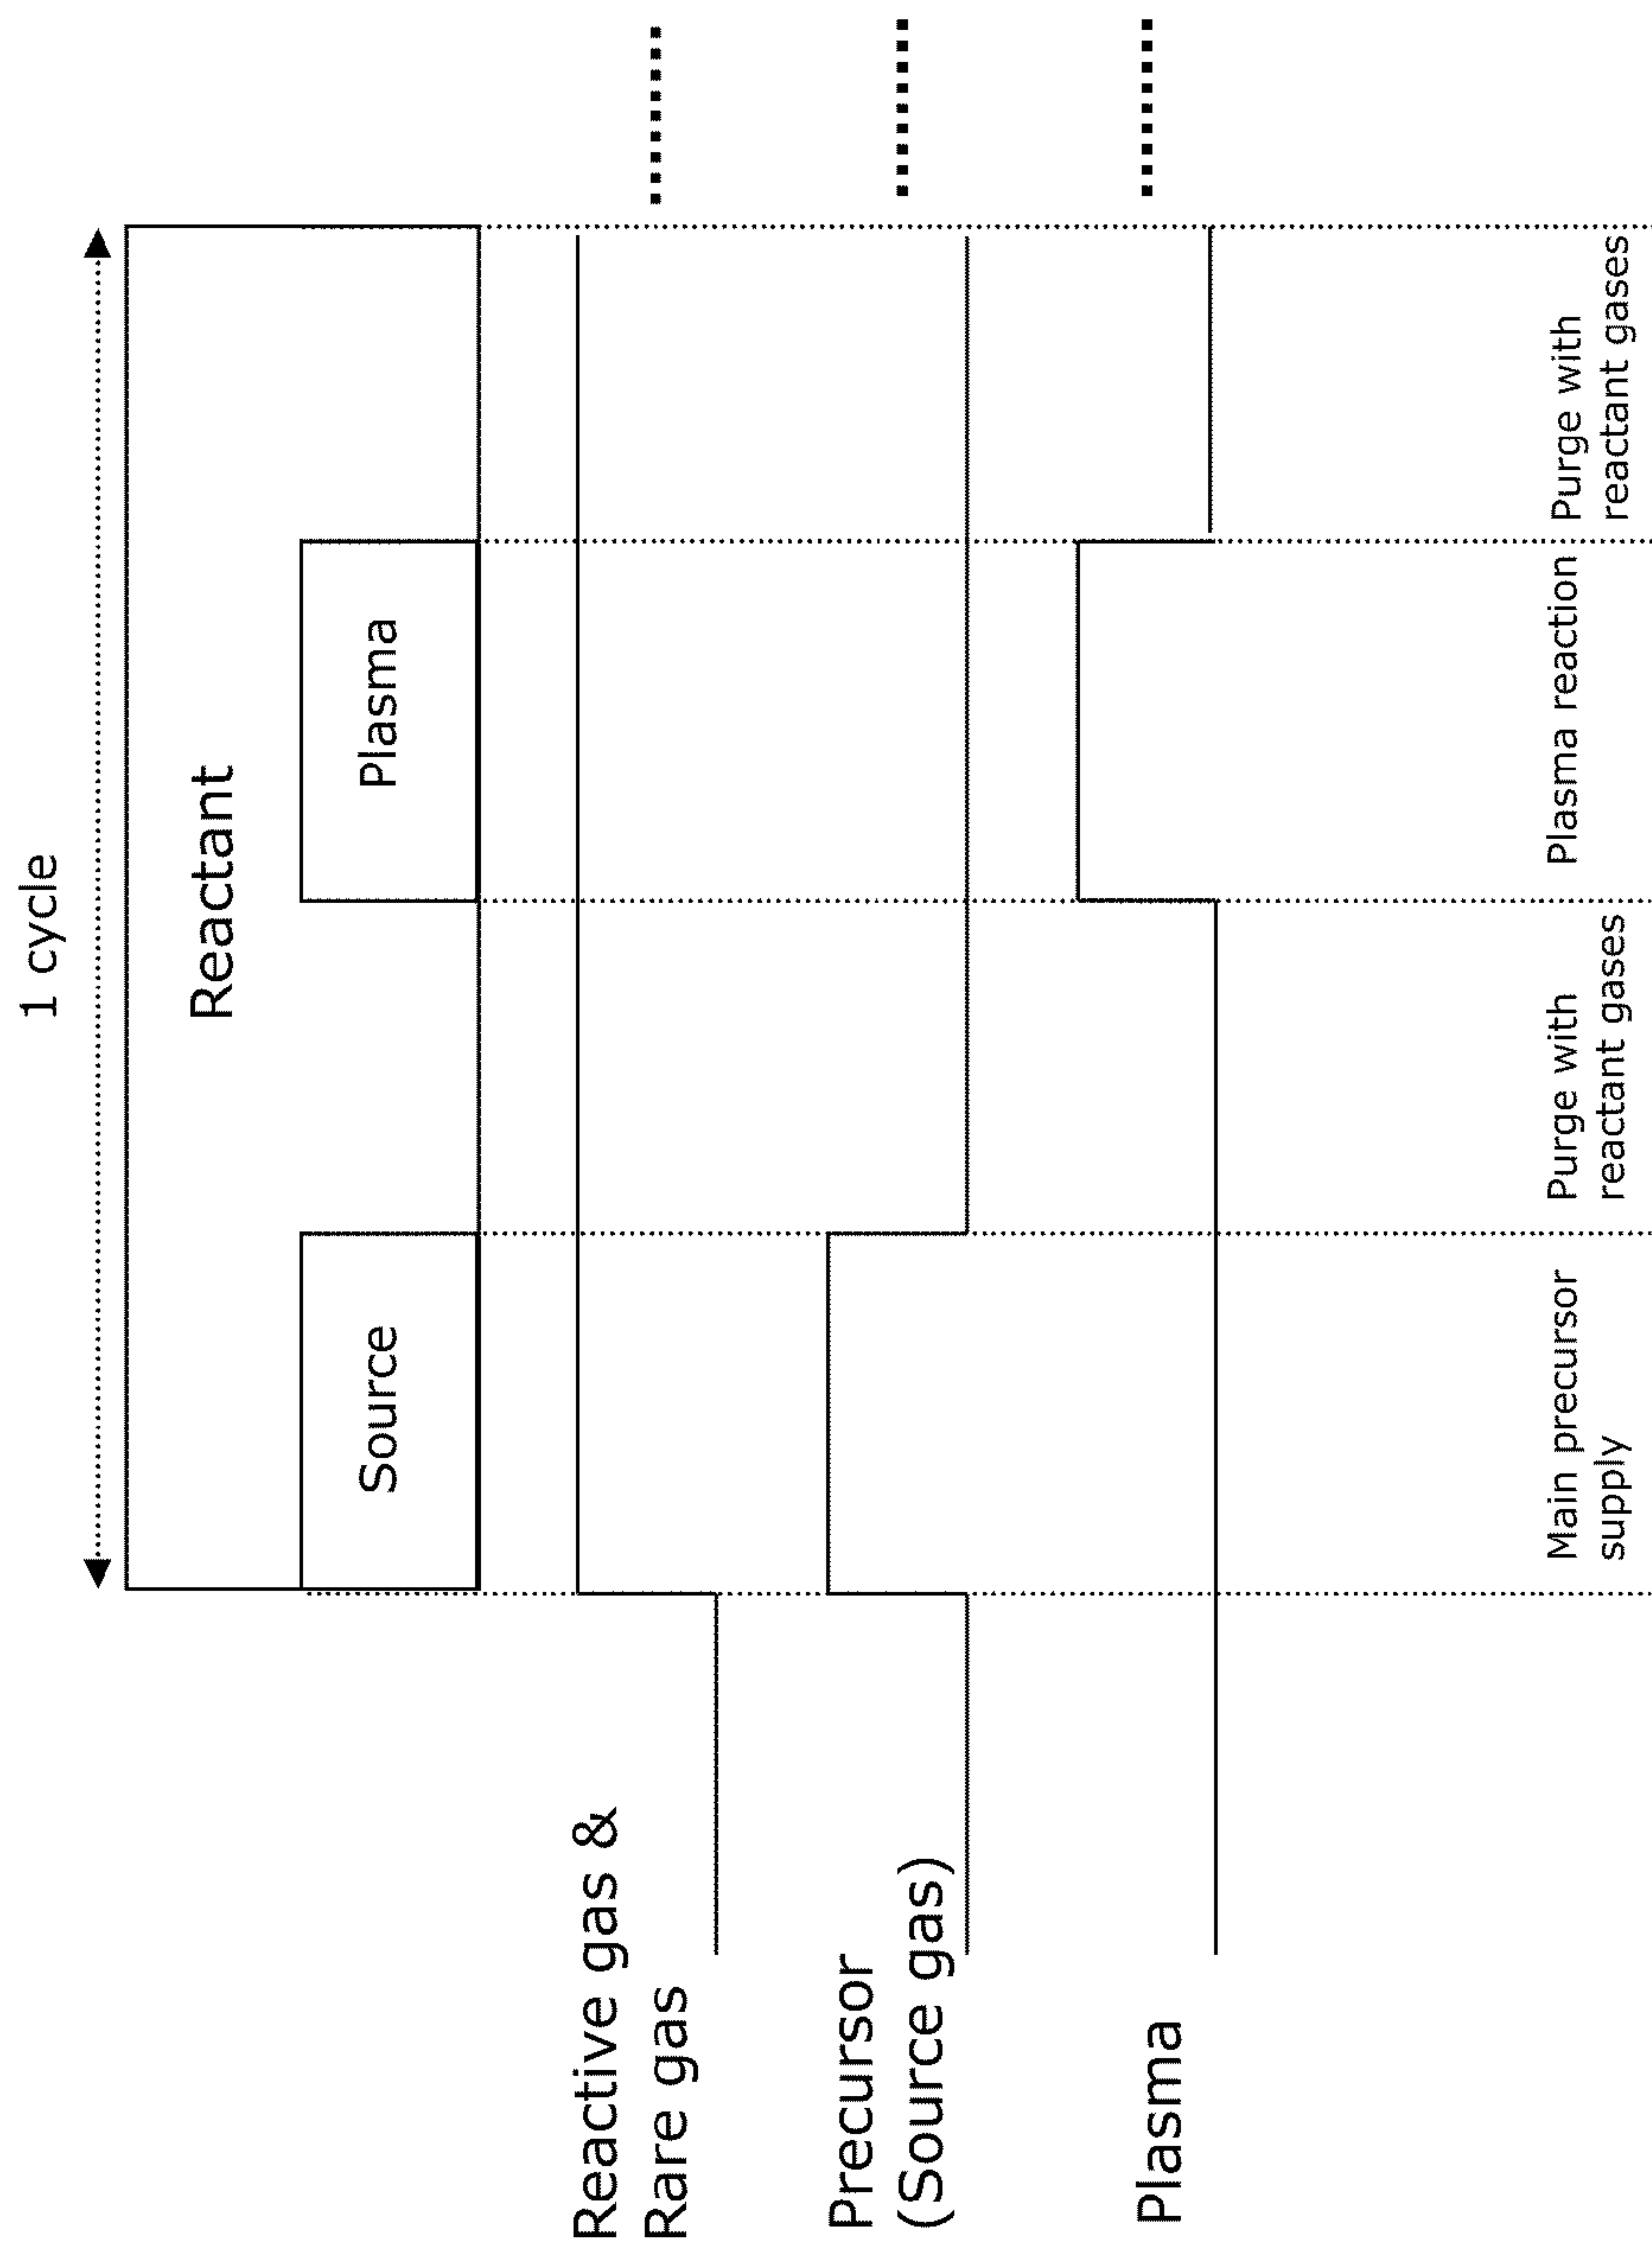 1 cycle
Reactant
Source
Plasma
Reactive gas &
Rare gas
Precursor
(Source gas)
Plasma
Main precursor
supply
Purge with
reactant gases
Plasma reaction
Purge with
reactant gases